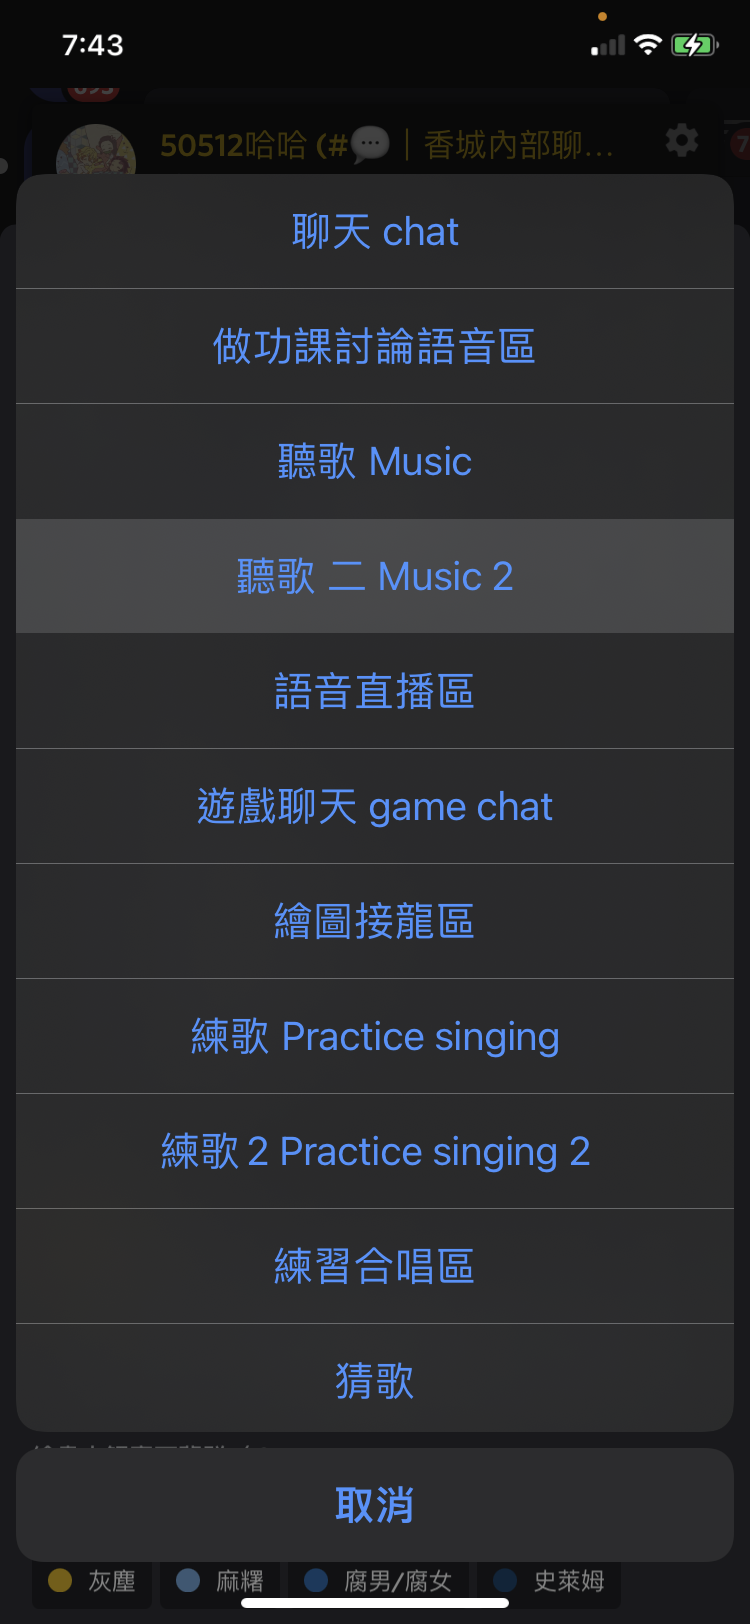 7:43
50512哈哈 (#💬｜香城內部聊...
7
聊天 chat
做功課討論語音區
聽歌 Music
聽歌 二 Music 2
語音直播區
遊戲聊天 game chat
繪圖接龍區
練歌 Practice singing
練歌 2 Practice singing 2
練習合唱區
猜歌
取消
灰塵 麻糬 腐男/腐女 史萊姆